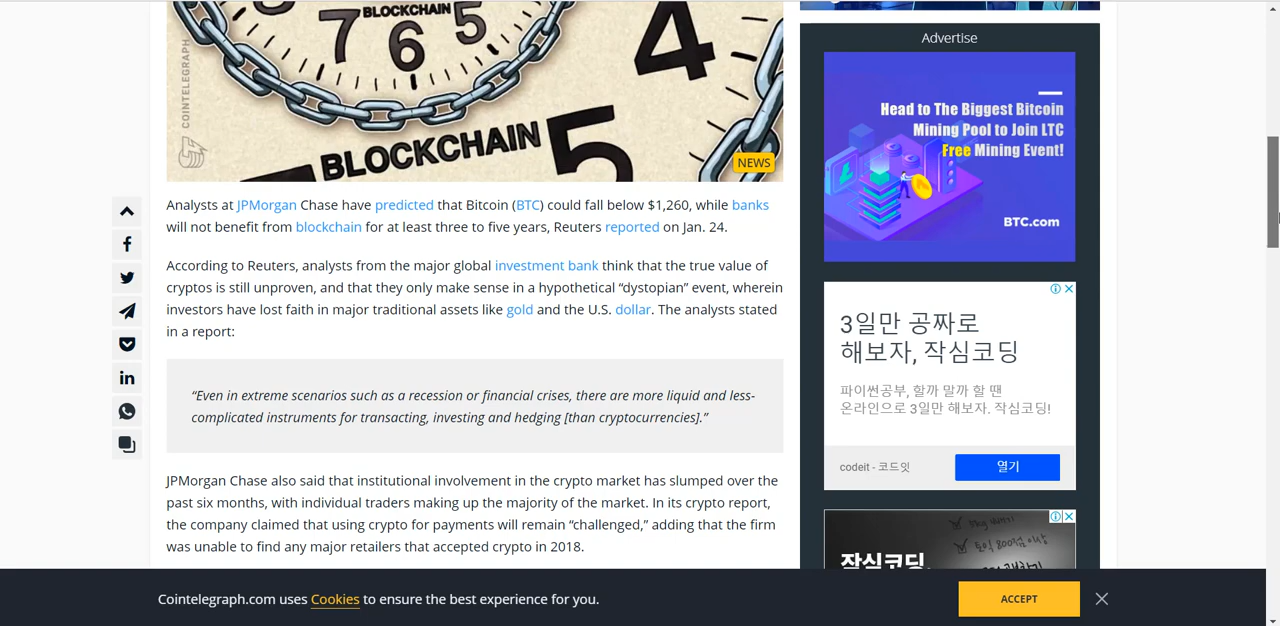 BLOCKCHAIN
7 6 5
4
COINTELEGRAPH
BLOCKCHAIN 5
NEWS
Analysts at JPMorgan Chase have predicted that Bitcoin (BTC) could fall below $1,260, while banks
will not benefit from blockchain for at least three to five years, Reuters reported on Jan. 24.
According to Reuters, analysts from the major global investment bank think that the true value of
cryptos is still unproven, and that they only make sense in a hypothetical “dystopian” event, wherein
investors have lost faith in major traditional assets like gold and the U.S. dollar. The analysts stated
in a report:
“Even in extreme scenarios such as a recession or financial crises, there are more liquid and less-
complicated instruments for transacting, investing and hedging [than cryptocurrencies].”
JPMorgan Chase also said that institutional involvement in the crypto market has slumped over the
past six months, with individual traders making up the majority of the market. In its crypto report,
the company claimed that using crypto for payments will remain “challenged,” adding that the firm
was unable to find any major retailers that accepted crypto in 2018.
Advertise
Head to The Biggest Bitcoin
Mining Pool to Join LTC
Free Mining Event!
BTC.com
3일만 공짜로
해보자, 작심코딩
파이썬공부, 할까 말까 할 땐
온라인으로 3일만 해보자. 작심코딩!
codeit - 코드잇
열기
작심코딩,
Cointelegraph.com uses Cookies to ensure the best experience for you.
ACCEPT